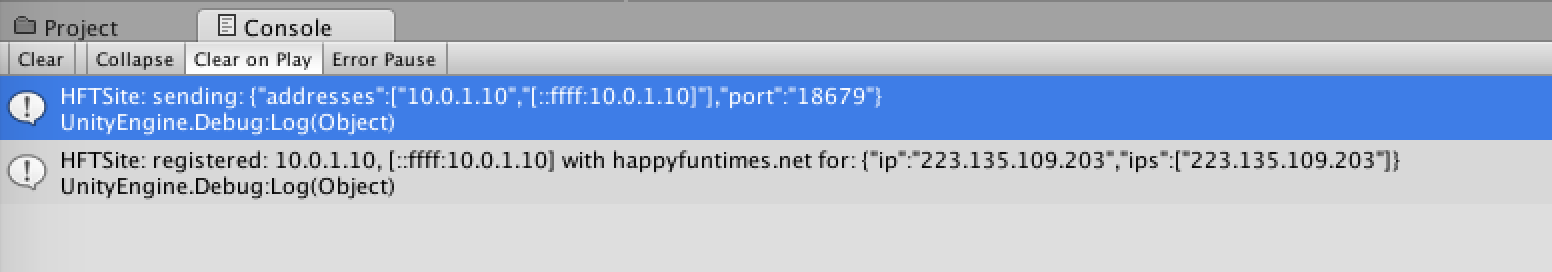 Project Console
Clear Collapse Clear on Play Error Pause
HFTSite: sending: {"addresses":["10.0.1.10","[::ffff:10.0.1.10]"],"port":"18679"}
UnityEngine.Debug:Log(Object)
HFTSite: registered: 10.0.1.10, [::ffff:10.0.1.10] with happyfuntimes.net for: {"ip":"223.135.109.203","ips":["223.135.109.203"]}
UnityEngine.Debug:Log(Object)